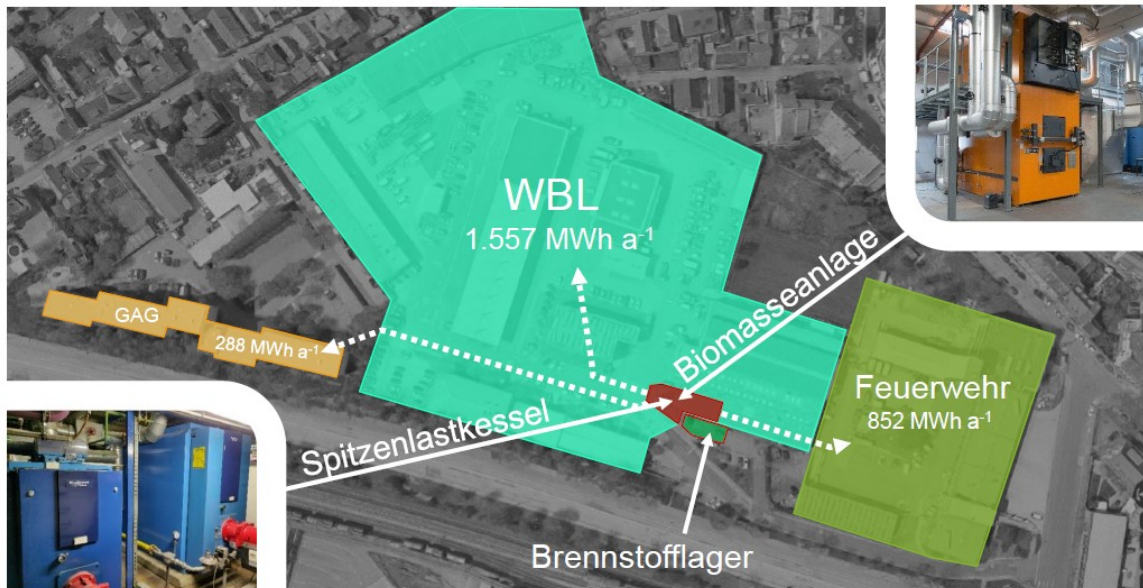 WBL
1.557 MWh a⁻¹
Biomasseanlage
GAG
288 MWh a⁻¹
Feuerwehr
852 MWh a⁻¹
Spitzenlastkessel
Brennstofflager